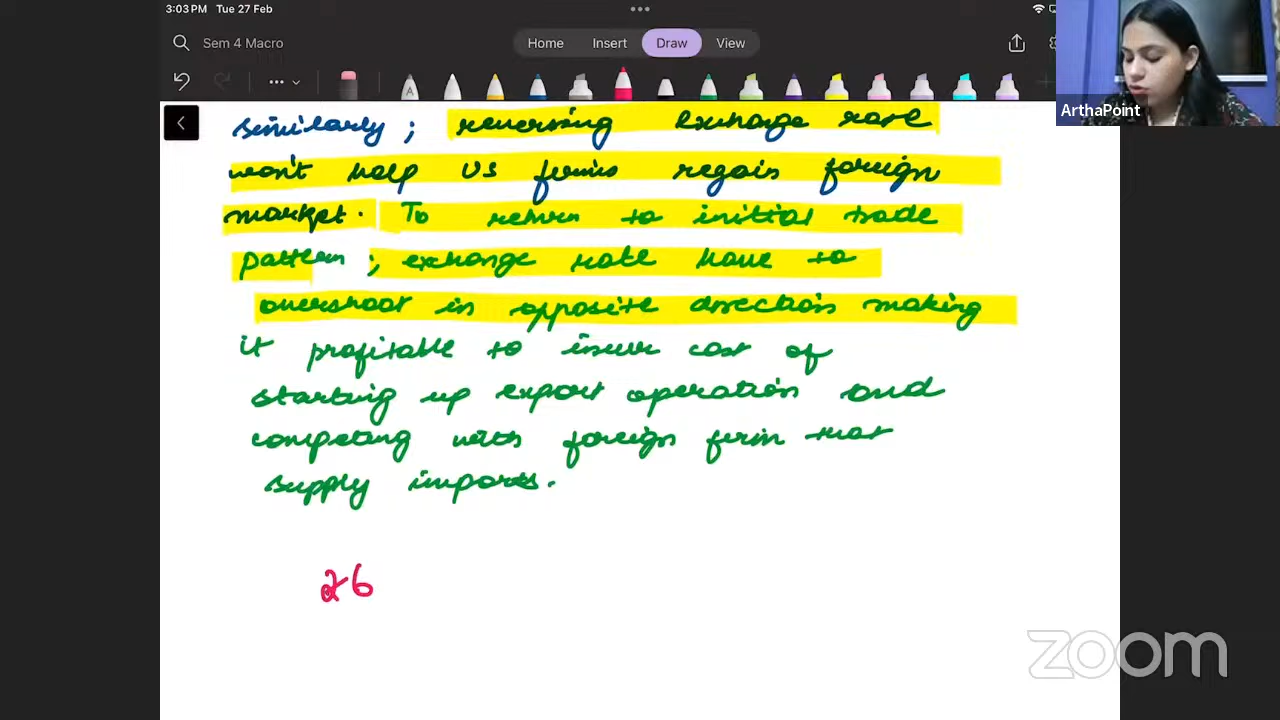 3:03 PM Tue 27 Feb
Sem 4 Macro
Home Insert Draw View
ArthaPoint
similarly ; reversing exchange rate
won't help US firms regain foreign
market. To return to initial trade
pattern ; exchange rate have to
overshoot in opposite direction making
it profitable to incur cost of
starting up export operation and
competing with foreign firm that
supply imports.
26
zoom